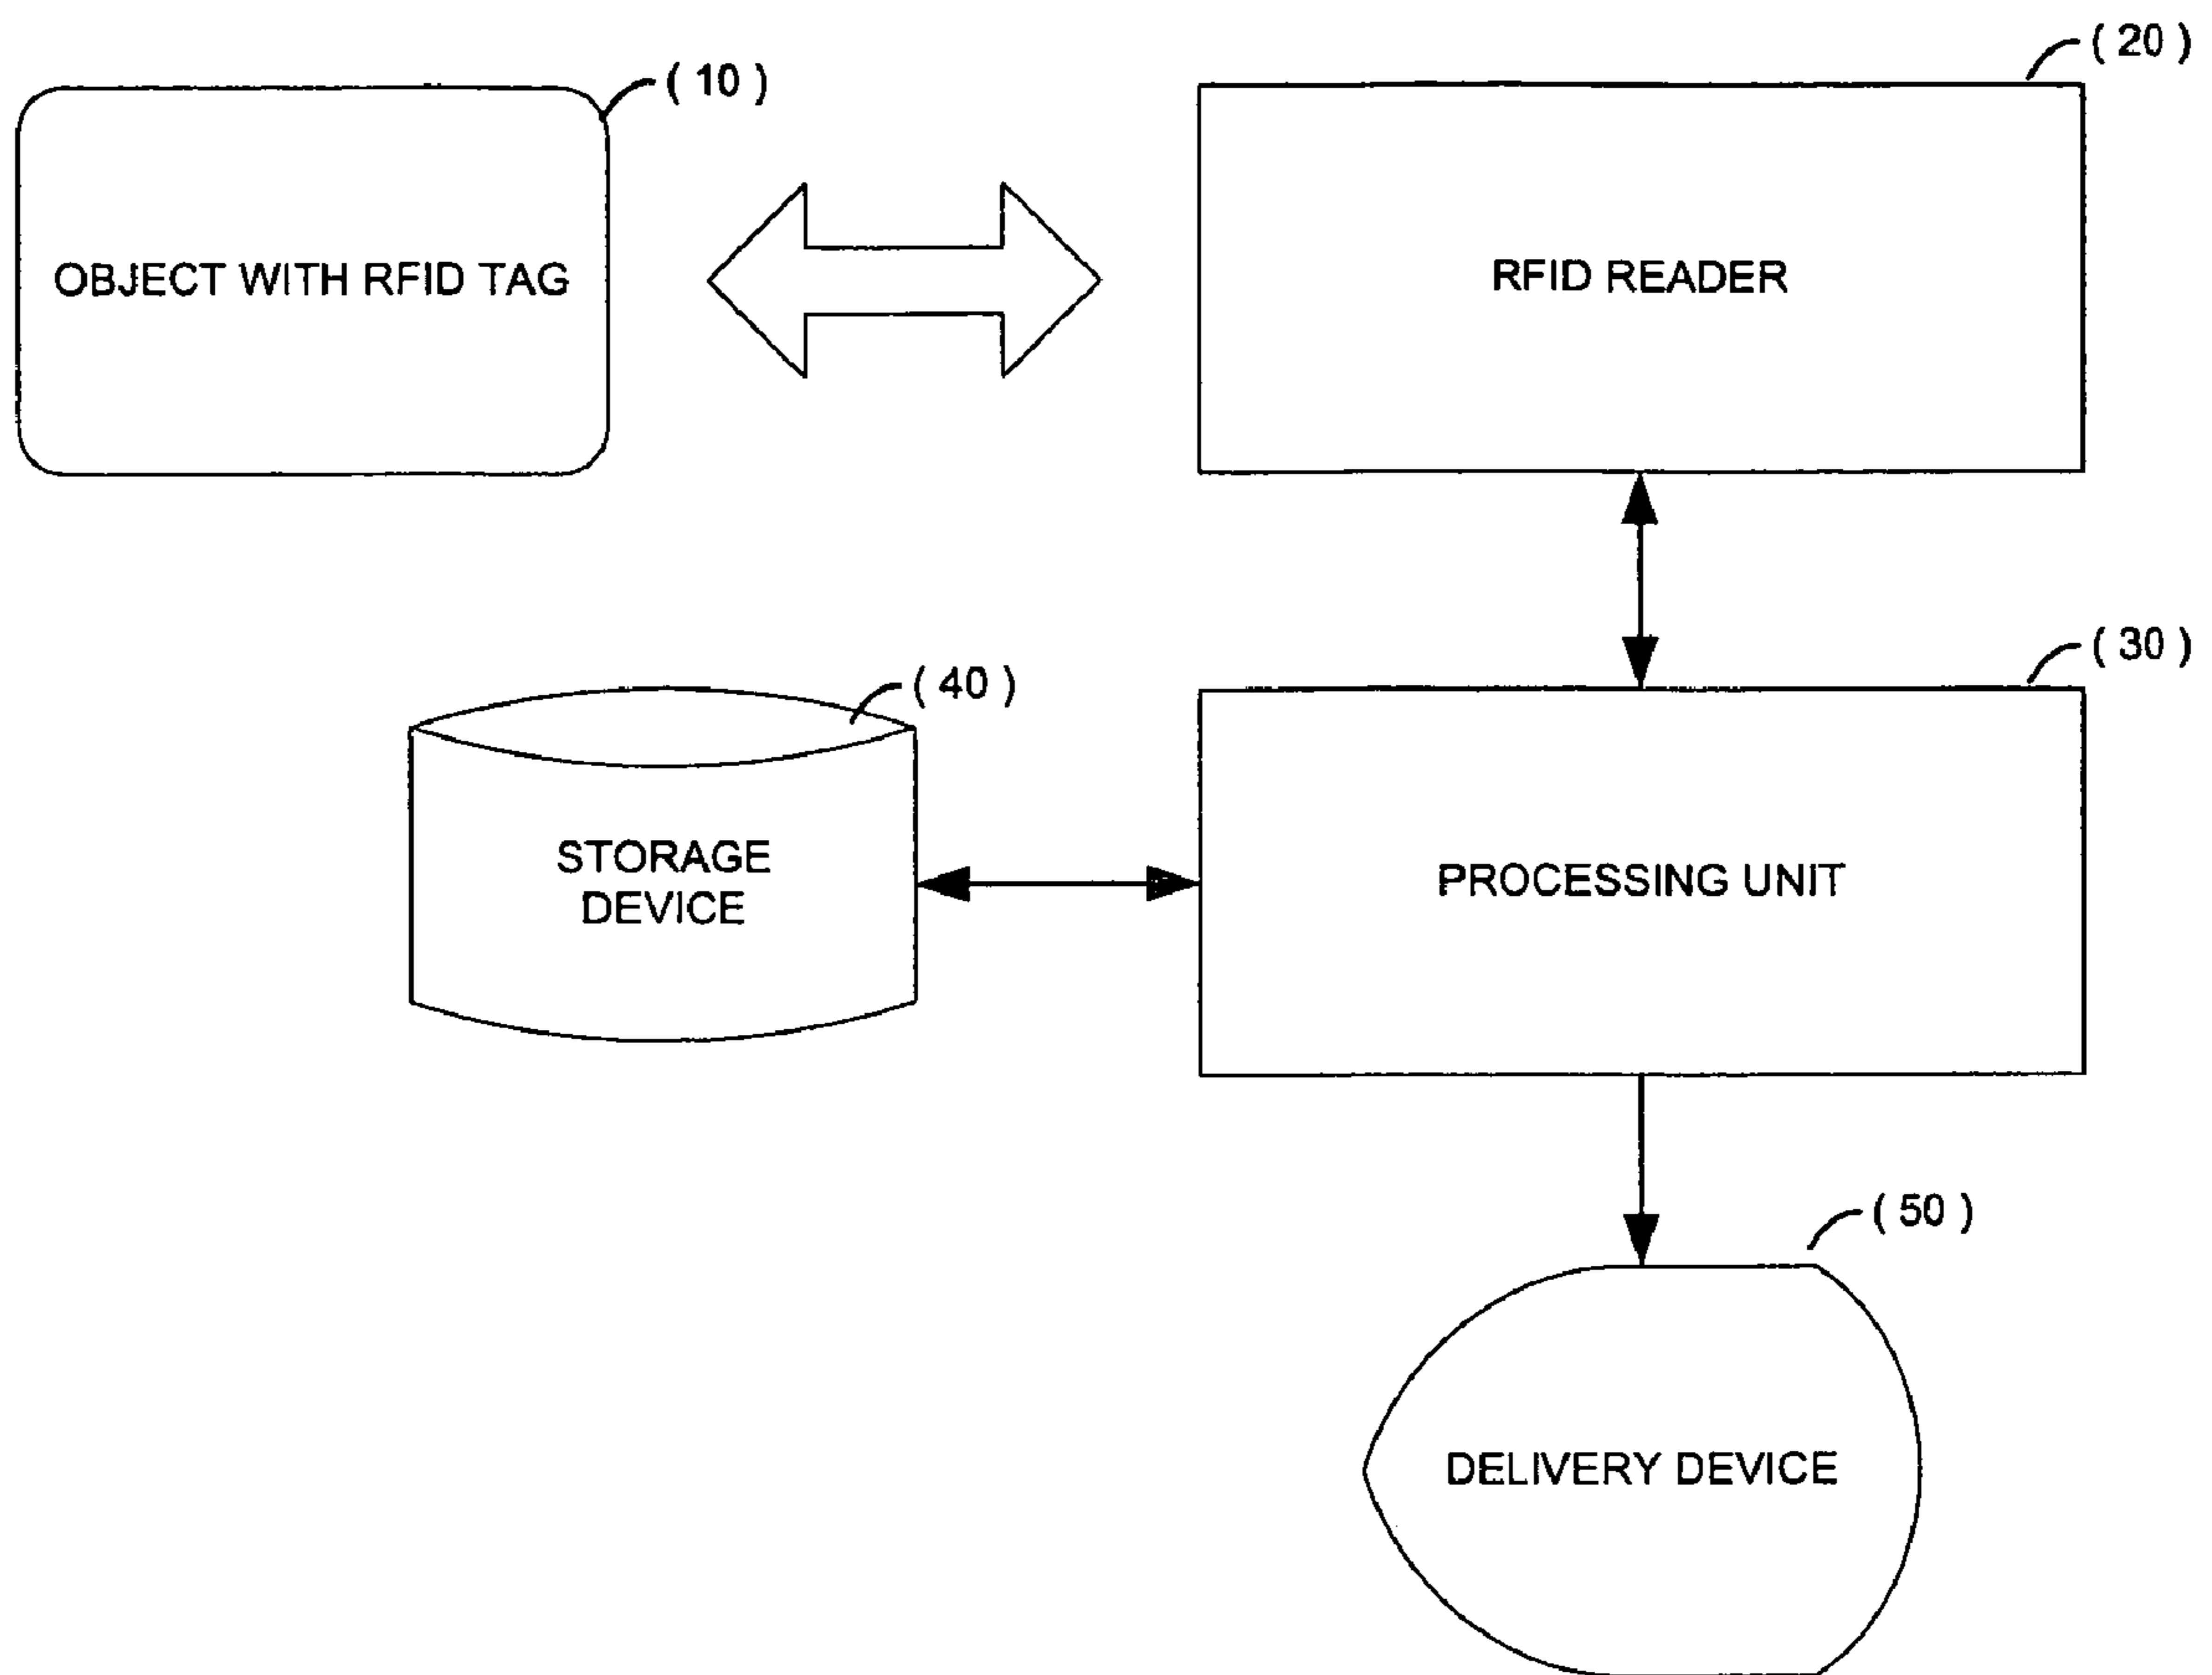 ( 10 )
( 20 )
OBJECT WITH RFID TAG
RFID READER
( 30 )
( 40 )
STORAGE
DEVICE
PROCESSING UNIT
( 50 )
DELIVERY DEVICE